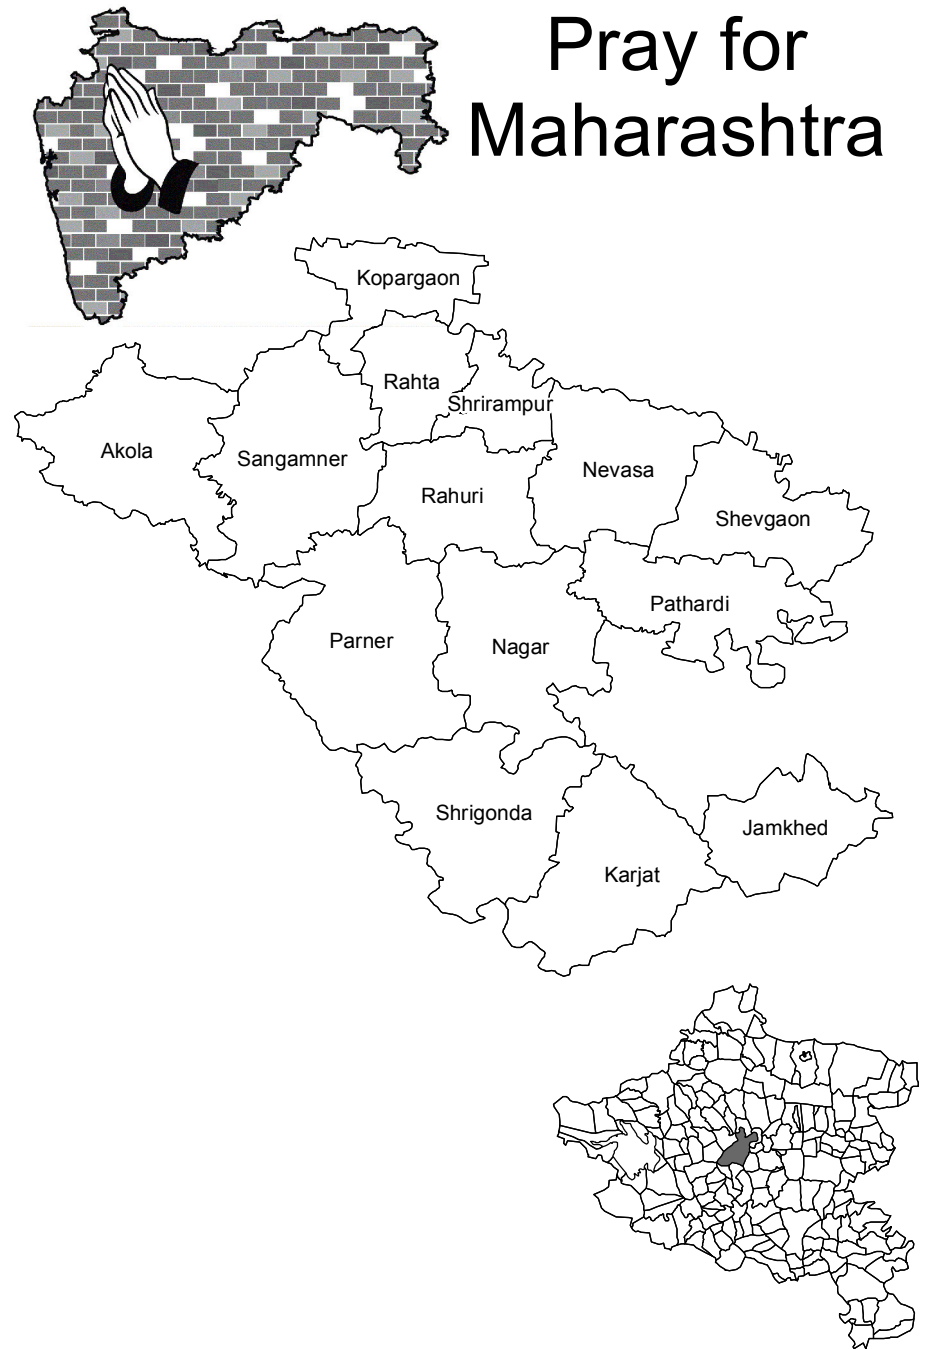 Pray for
Maharashtra
Kopargaon
Rahta
Shrirampur
Akola
Sangamner
Nevasa
Rahuri
Shevgaon
Pathardi
Parner
Nagar
Shrigonda
Jamkhed
Karjat